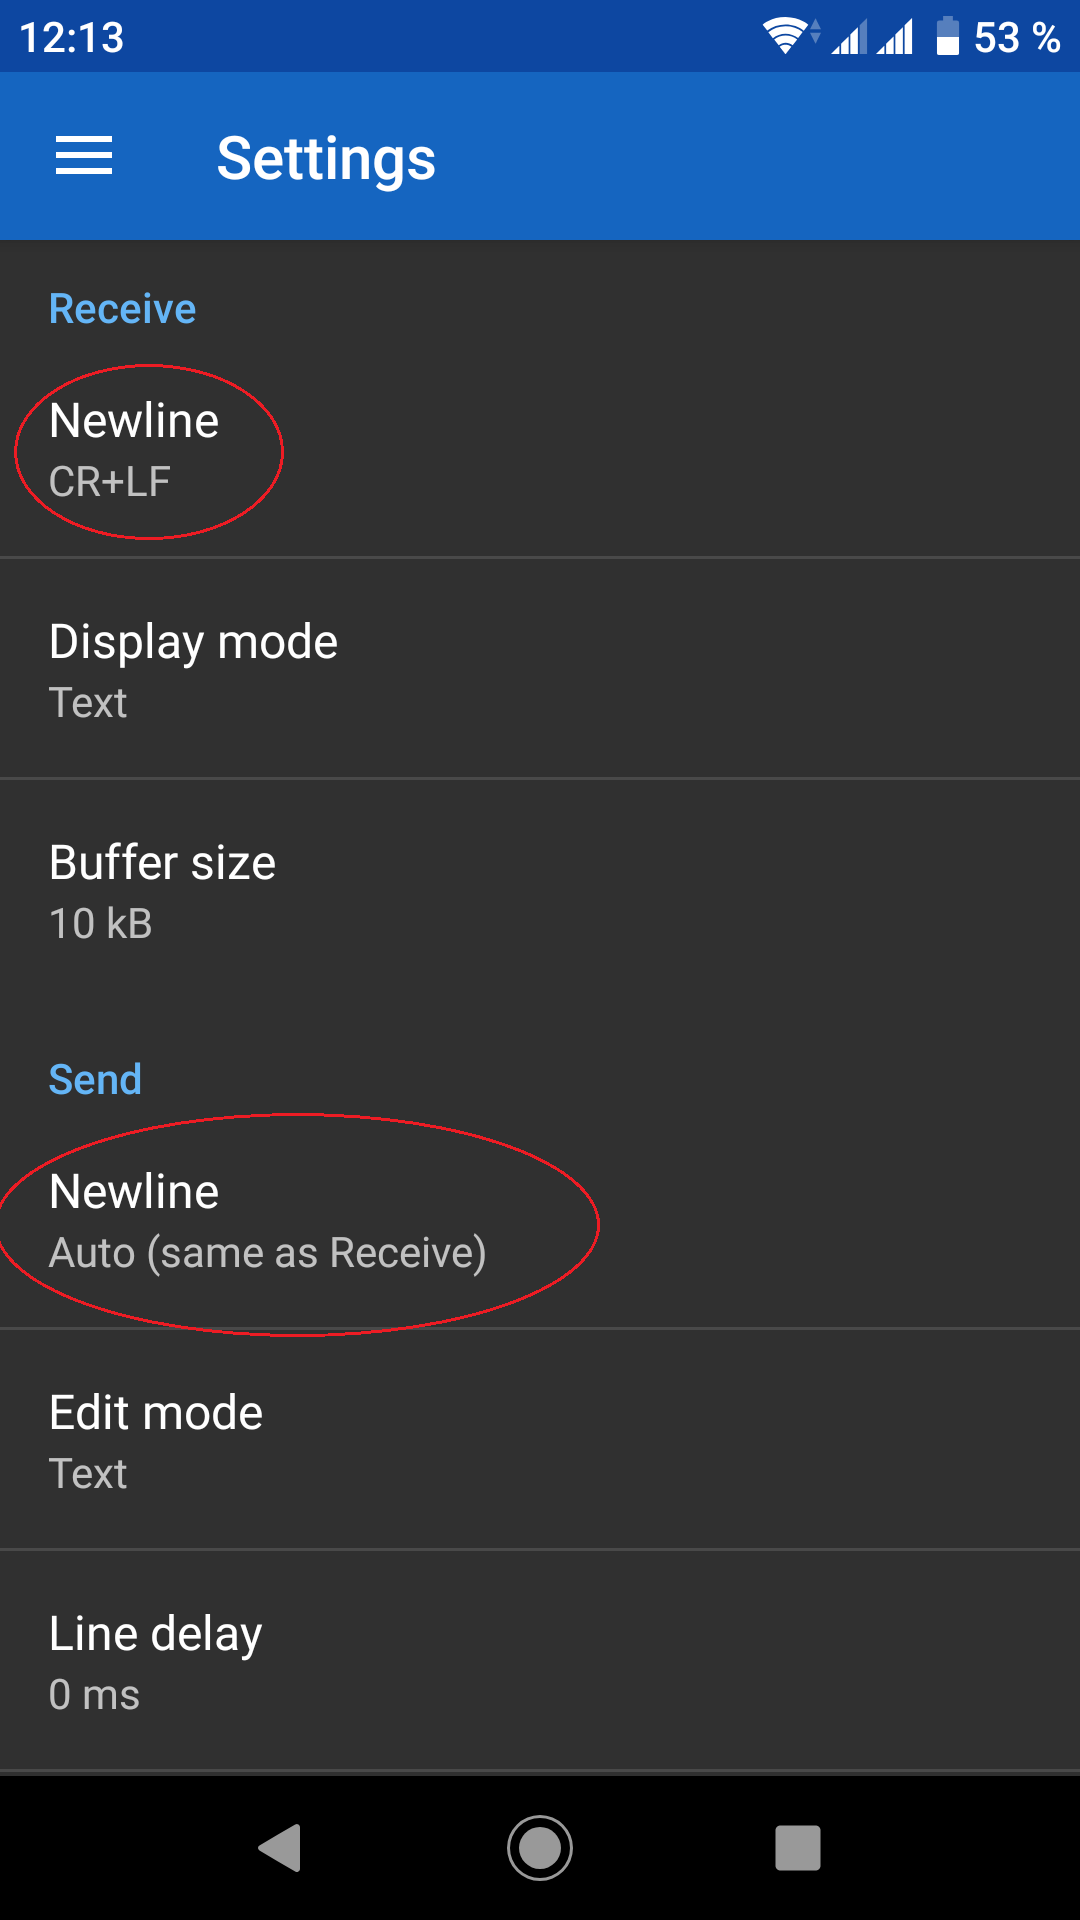 12:13 53 %
Settings
Receive
Newline
CR+LF
Display mode
Text
Buffer size
10 kB
Send
Newline
Auto (same as Receive)
Edit mode
Text
Line delay
0 ms